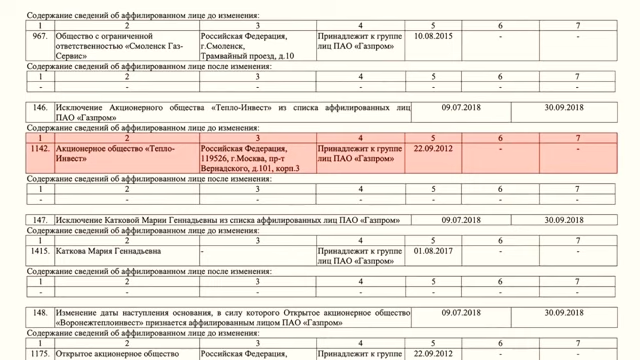 Содержание сведений об аффилированном лице до изменения:
1 2 3 4 5 6 7
967. Общество с ограниченной Российская Федерация, Принадлежит к группе 10.08.2015 - -
ответственностью «Смоленск Газ- г.Смоленск, лиц ПАО «Газпром»
Сервис» Трамвайный проезд, д.10
Содержание сведений об аффилированном лице после изменения:
1 2 3 4 5 6 7
- - - - - - -
146. Исключение Акционерного общества «Тепло-Инвест» из списка аффилированных лиц 09.07.2018 30.09.2018
ПАО «Газпром»
Содержание сведений об аффилированном лице до изменения:
1 2 3 4 5 6 7
1142. Акционерное общество «Тепло- Российская Федерация, Принадлежит к группе 22.09.2012 - -
Инвест» 119526, г.Москва, пр-т лиц ПАО «Газпром»
Вернадского, д.101, корп.3
Содержание сведений об аффилированном лице после изменения:
1 2 3 4 5 6 7
- - - - - - -
147. Исключение Катковой Марии Геннадьевны из списка аффилированных лиц ПАО «Газпром» 09.07.2018 30.09.2018
Содержание сведений об аффилированном лице до изменения:
1 2 3 4 5 6 7
1415. Каткова Мария Геннадьевна - Принадлежит к группе 01.08.2017 - -
лиц ПАО «Газпром»
Содержание сведений об аффилированном лице после изменения:
1 2 3 4 5 6 7
- - - - - - -
148. Изменение даты наступления основания, в силу которого Открытое акционерное общество 09.07.2018 30.09.2018
«Воронежтеплоинвест» признается аффилированным лицом ПАО «Газпром»
Содержание сведений об аффилированном лице до изменения:
1 2 3 4 5 6 7
1175. Открытое акционерное общество Российская Федерация, Принадлежит к группе 22.09.2012 - -